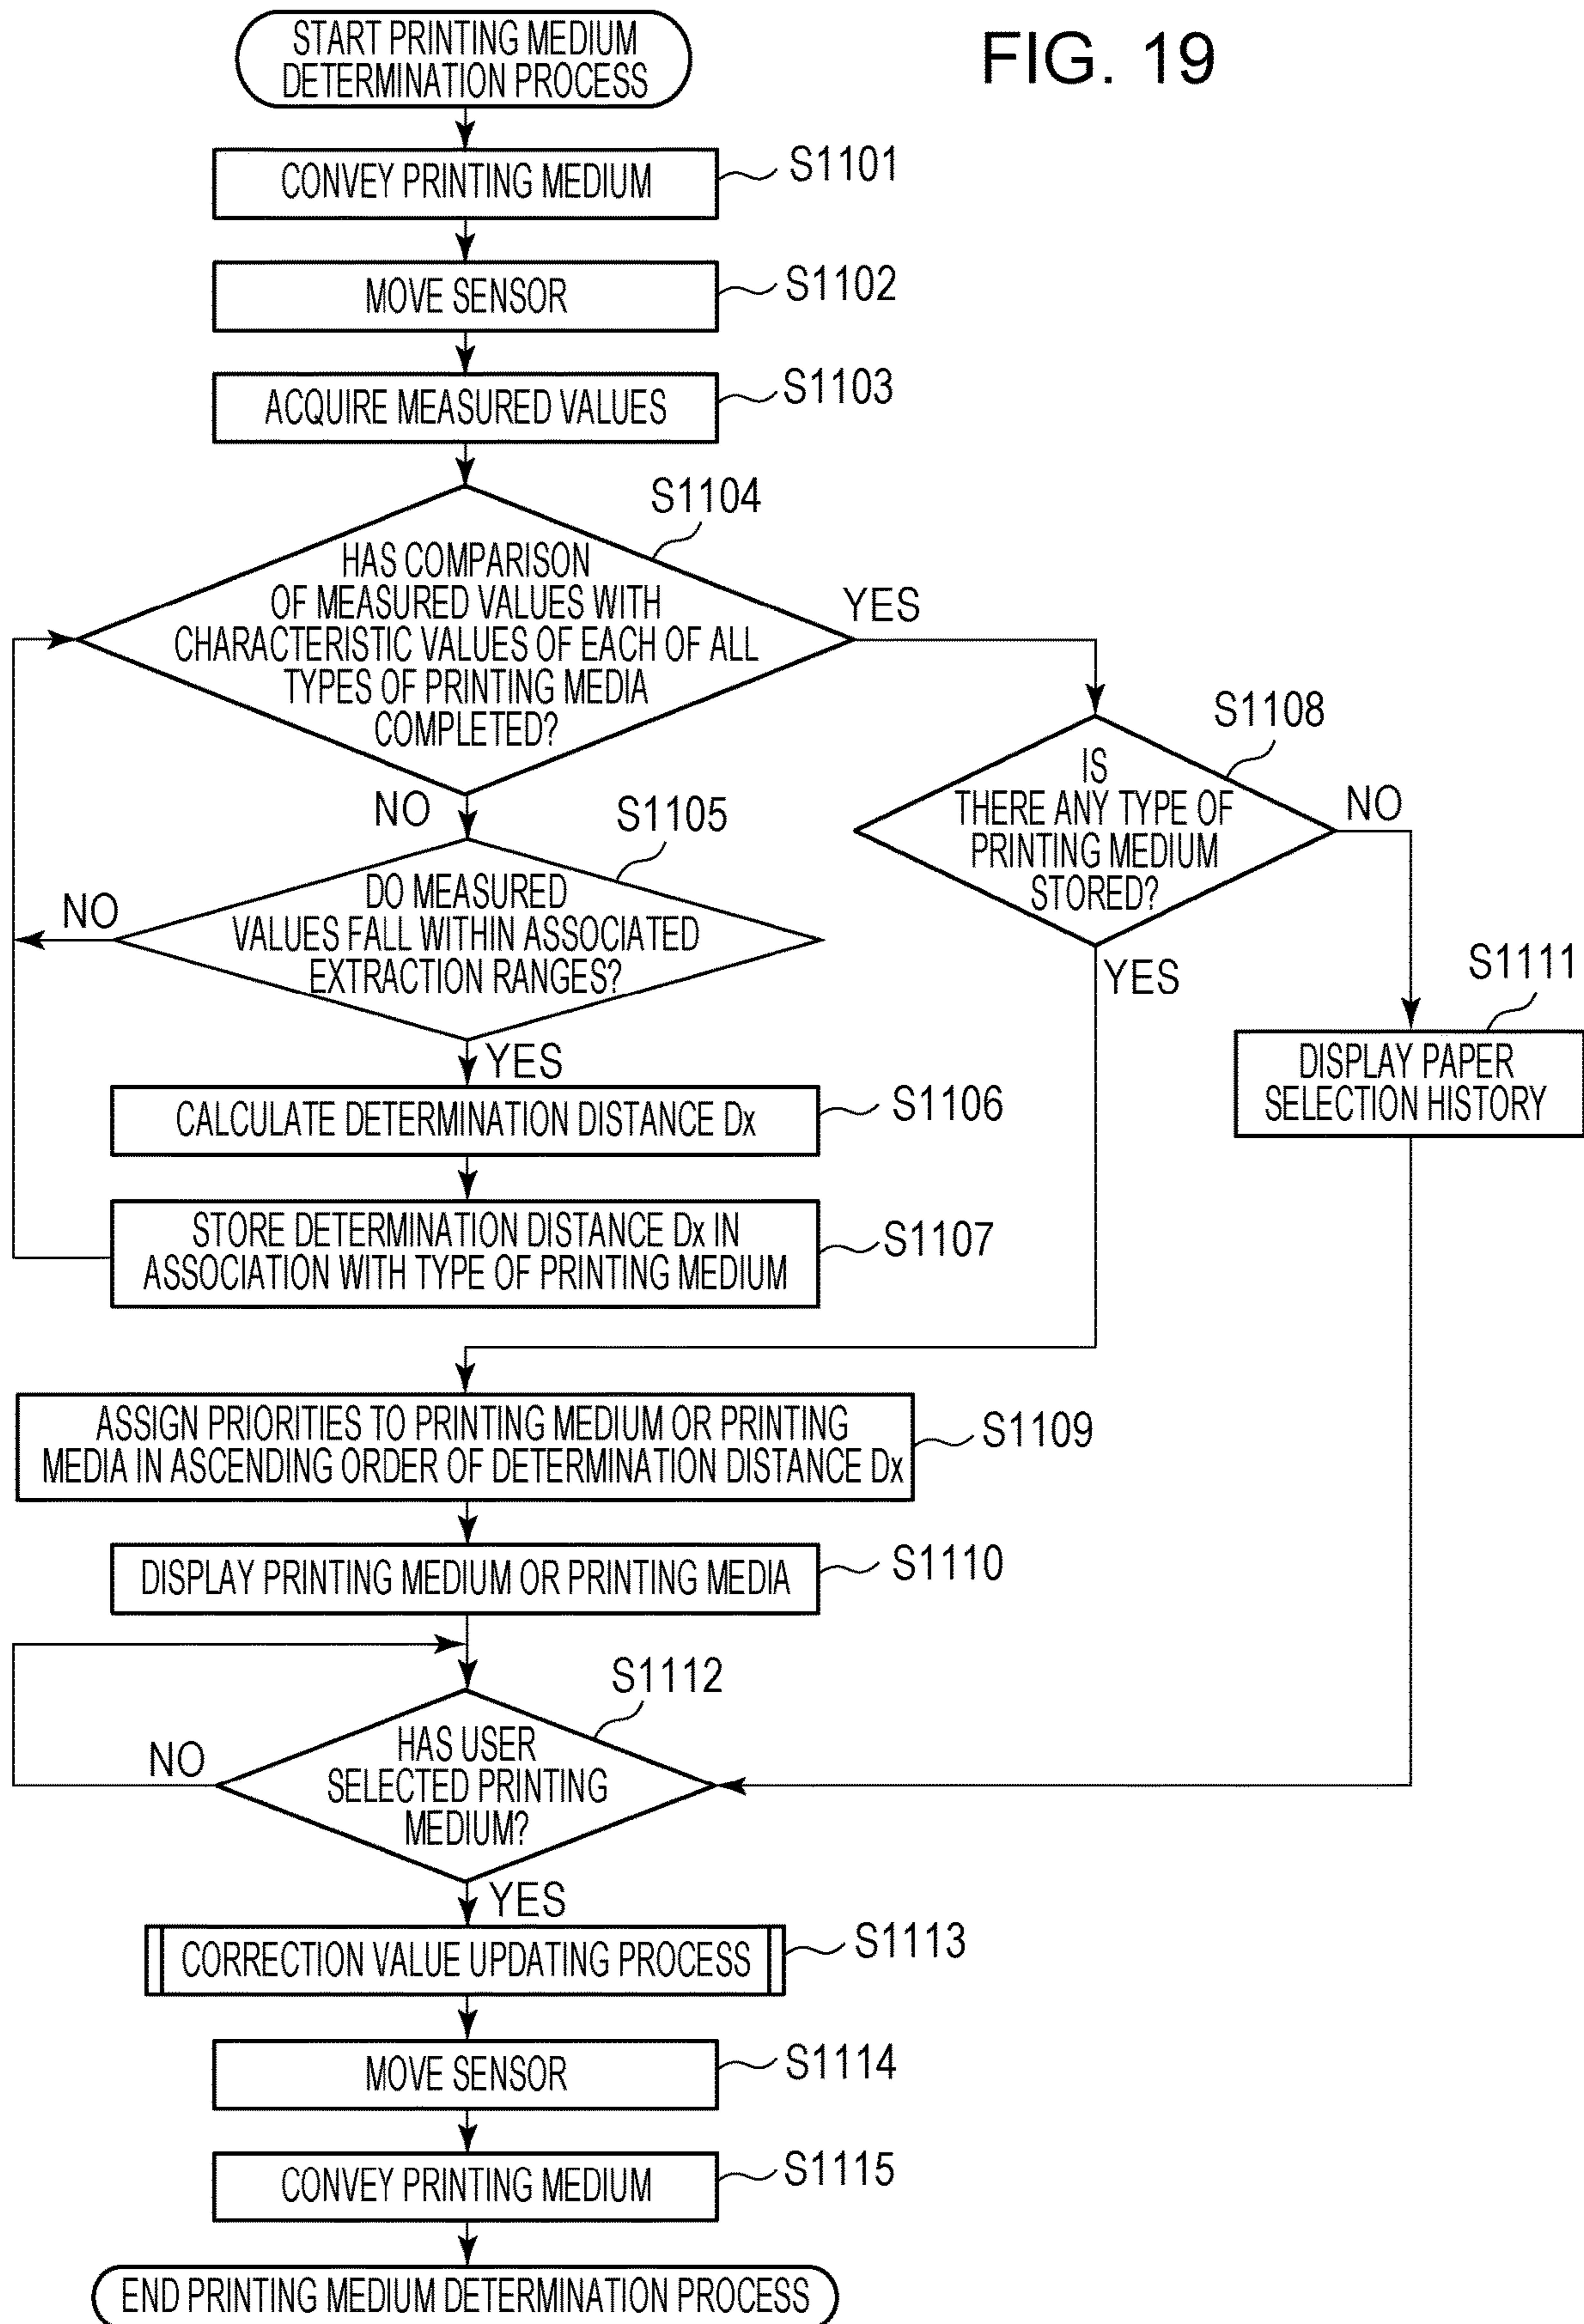 START PRINTING MEDIUM
DETERMINATION PROCESS
FIG. 19
CONVEY PRINTING MEDIUM
S1101
MOVE SENSOR
S1102
ACQUIRE MEASURED VALUES
S1103
S1104
HAS COMPARISON
OF MEASURED VALUES WITH
CHARACTERISTIC VALUES OF EACH OF ALL
TYPES OF PRINTING MEDIA
COMPLETED?
YES
NO
S1105
DO MEASURED
VALUES FALL WITHIN ASSOCIATED
EXTRACTION RANGES?
NO
YES
CALCULATE DETERMINATION DISTANCE Dx
S1106
STORE DETERMINATION DISTANCE Dx IN
ASSOCIATION WITH TYPE OF PRINTING MEDIUM
S1107
S1108
IS
THERE ANY TYPE OF
PRINTING MEDIUM
STORED?
NO
YES
S1111
DISPLAY PAPER
SELECTION HISTORY
ASSIGN PRIORITIES TO PRINTING MEDIUM OR PRINTING
MEDIA IN ASCENDING ORDER OF DETERMINATION DISTANCE Dx
S1109
DISPLAY PRINTING MEDIUM OR PRINTING MEDIA
S1110
S1112
HAS USER
SELECTED PRINTING
MEDIUM?
NO
YES
CORRECTION VALUE UPDATING PROCESS
S1113
MOVE SENSOR
S1114
CONVEY PRINTING MEDIUM
S1115
END PRINTING MEDIUM DETERMINATION PROCESS